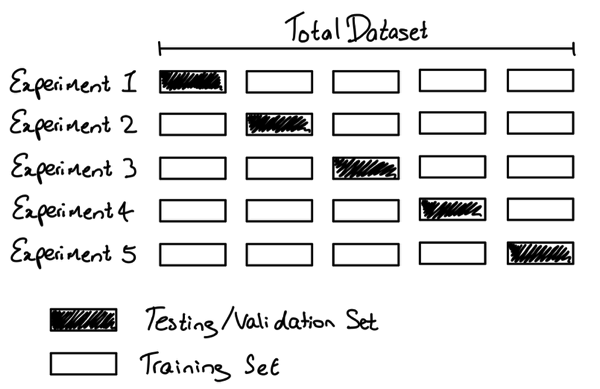 Total Dataset
Experiment 1
Experiment 2
Experiment 3
Experiment 4
Experiment 5
Testing/Validation Set
Training Set